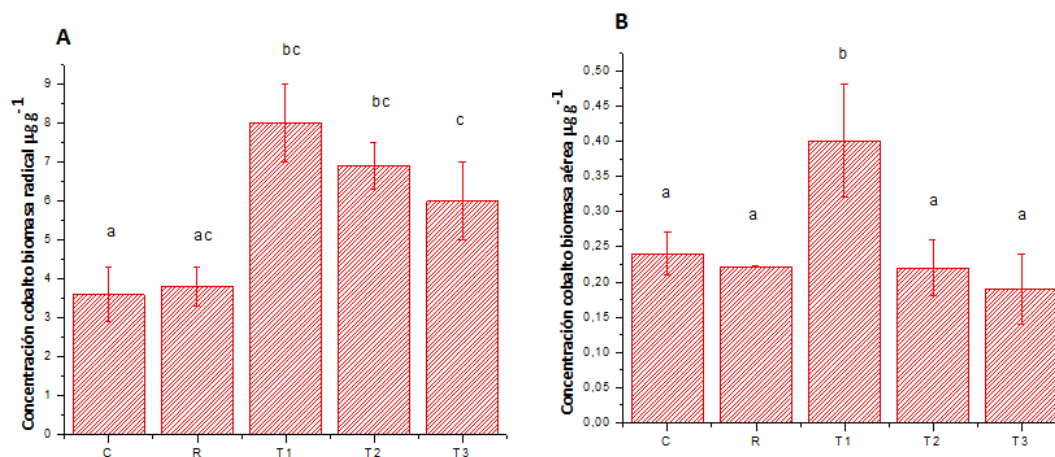 A
Concentración cobalto biomasa radical µg g-1
9
8
7
6
5
4
3
2
1
0
a
ac
bc
bc
c
C
R
T1
T2
T3
B
Concentración cobalto biomasa aérea µg g-1
0,50
0,45
0,40
0,35
0,30
0,25
0,20
0,15
0,10
0,05
0,00
a
a
b
a
a
C
R
T1
T2
T3